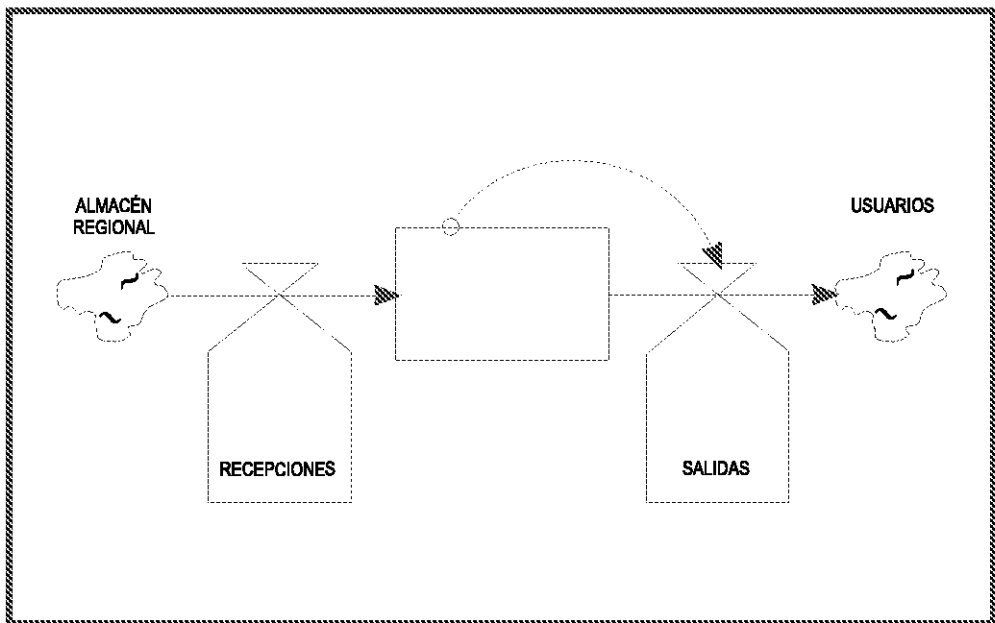 ALMACÉN
REGIONAL
USUARIOS
RECEPCIONES
SALIDAS